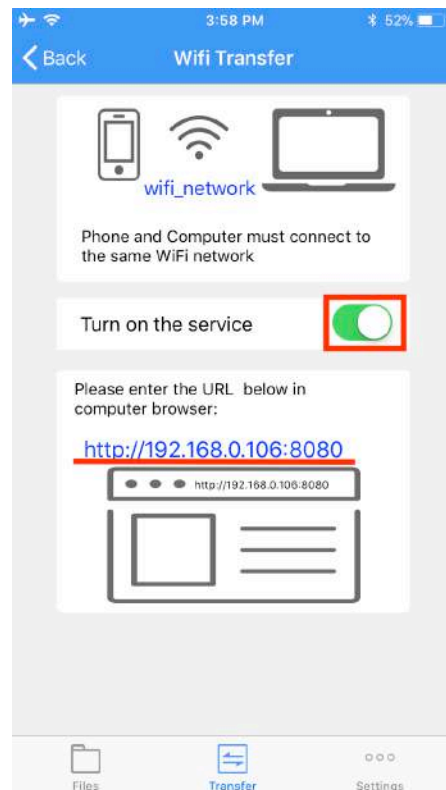 3:58 PM
52%
Back
Wifi Transfer
wifi_network
Phone and Computer must connect to
the same WiFi network
Turn on the service
Please enter the URL below in
computer browser:
http://192.168.0.106:8080
http://192.168.0.106:8080
Files
Transfer
Settings